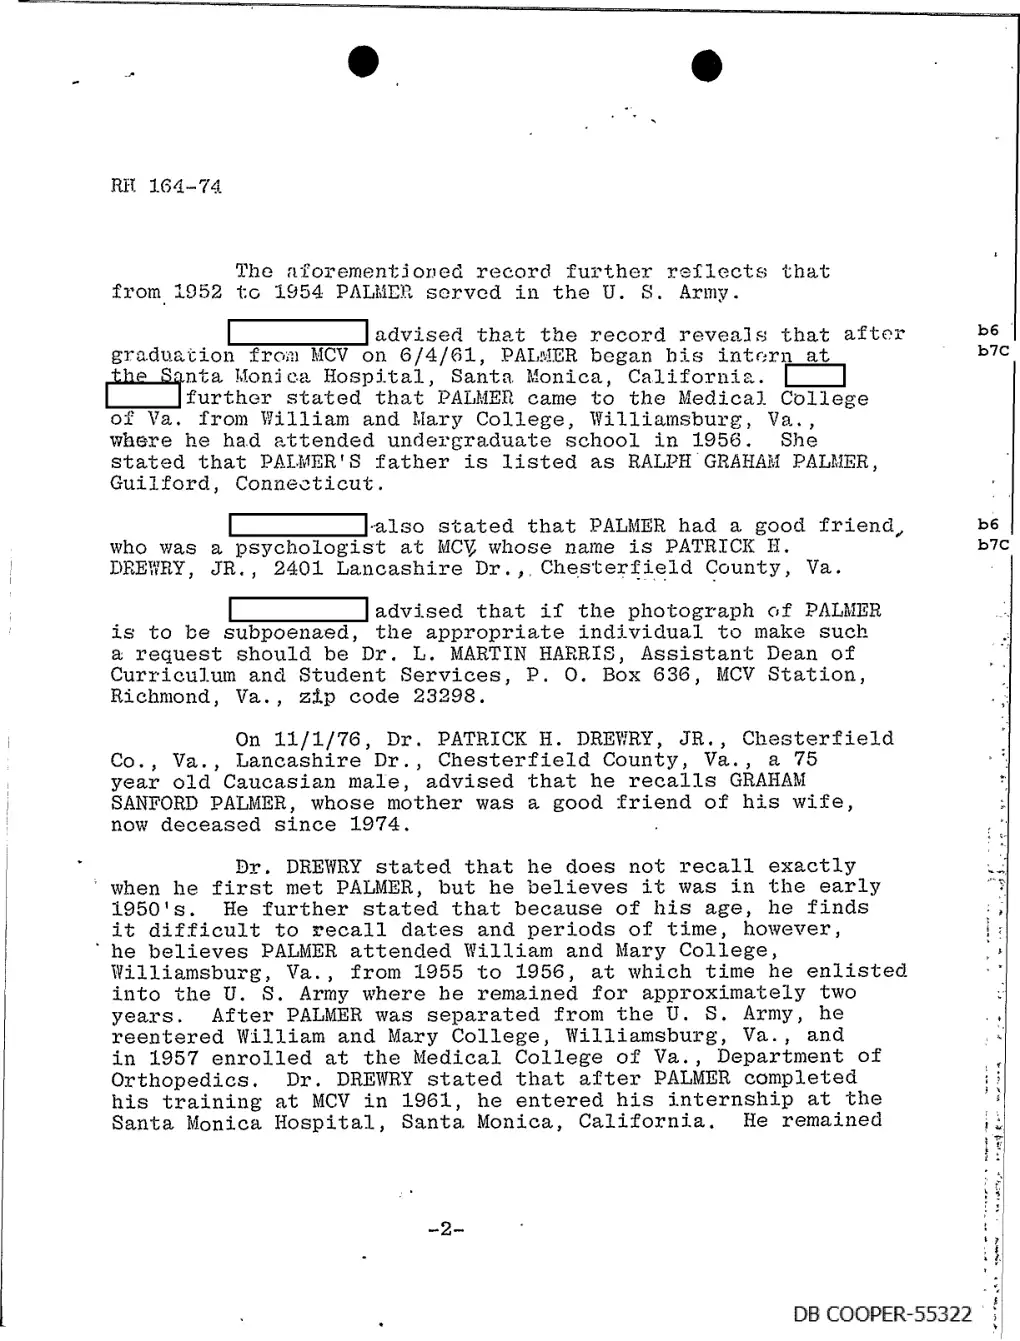 RH 164-74
The aforementioned record further reflects that
from 1952 to 1954 PALMER served in the U. S. Army.
advised that the record reveals that after
b6
graduation from MCV on 6/4/61, PALMER began his intern at
b7C
the Santa Monica Hospital, Santa Monica, California.
further stated that PALMER came to the Medical College
of Va. from William and Mary College, Williamsburg, Va.,
where he had attended undergraduate school in 1956. She
stated that PALMER'S father is listed as RALPH GRAHAM PALMER,
Guilford, Connecticut.
also stated that PALMER had a good friend,
b6
who was a psychologist at MCV, whose name is PATRICK H.
b7C
DREWRY, JR., 2401 Lancashire Dr., Chesterfield County, Va.
advised that if the photograph of PALMER
is to be subpoenaed, the appropriate individual to make such
a request should be Dr. L. MARTIN HARRIS, Assistant Dean of
Curriculum and Student Services, P. O. Box 636, MCV Station,
Richmond, Va., zip code 23298.
On 11/1/76, Dr. PATRICK H. DREWRY, JR., Chesterfield
Co., Va., Lancashire Dr., Chesterfield County, Va., a 75
year old Caucasian male, advised that he recalls GRAHAM
SANFORD PALMER, whose mother was a good friend of his wife,
now deceased since 1974.
Dr. DREWRY stated that he does not recall exactly
when he first met PALMER, but he believes it was in the early
1950's. He further stated that because of his age, he finds
it difficult to recall dates and periods of time, however,
he believes PALMER attended William and Mary College,
Williamsburg, Va., from 1955 to 1956, at which time he enlisted
into the U. S. Army where he remained for approximately two
years. After PALMER was separated from the U. S. Army, he
reentered William and Mary College, Williamsburg, Va., and
in 1957 enrolled at the Medical College of Va., Department of
Orthopedics. Dr. DREWRY stated that after PALMER completed
his training at MCV in 1961, he entered his internship at the
Santa Monica Hospital, Santa Monica, California. He remained
-2-
DB COOPER-55322